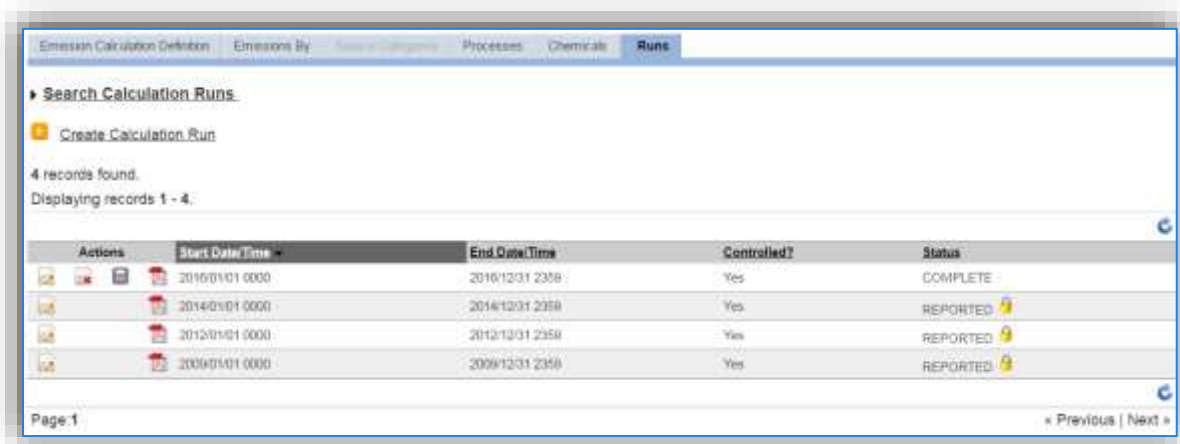 Emission Calculation Definition Emissions By Source Categories Processes Chemicals Runs
Search Calculation Runs
Create Calculation Run
4 records found.
Displaying records 1 - 4.
Actions Start Date/Time End Date/Time Controlled? Status
2016/01/01 0000 2016/12/31 2359 Yes COMPLETE
2014/01/01 0000 2014/12/31 2359 Yes REPORTED
2012/01/01 0000 2012/12/31 2359 Yes REPORTED
2009/01/01 0000 2009/12/31 2359 Yes REPORTED
Page:1 « Previous | Next »